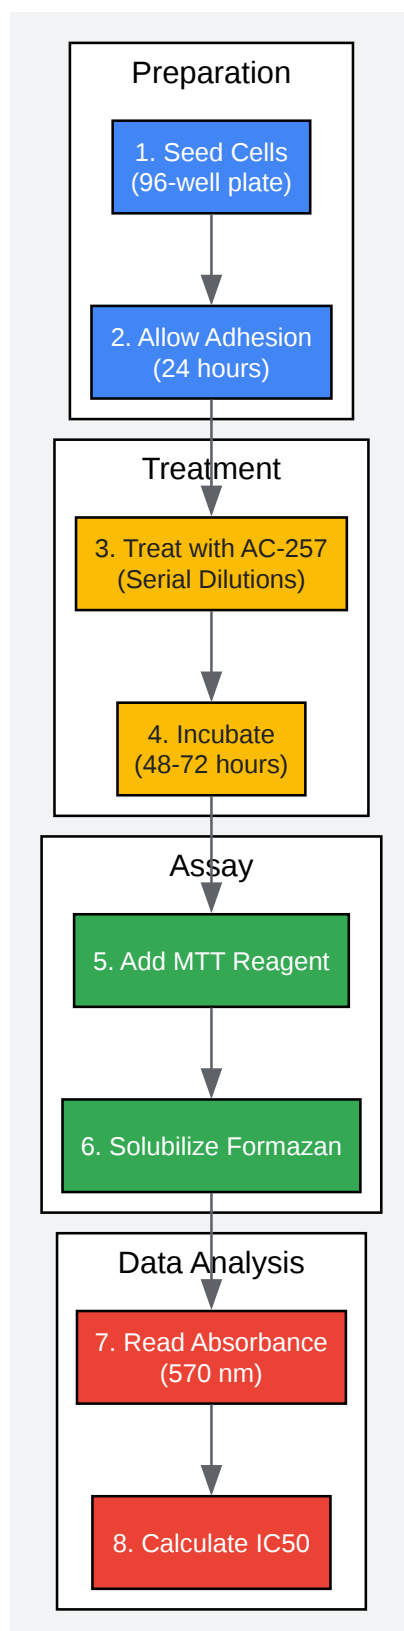 Preparation
1. Seed Cells
(96-well plate)
2. Allow Adhesion
(24 hours)
Treatment
3. Treat with AC-257
(Serial Dilutions)
4. Incubate
(48-72 hours)
Assay
5. Add MTT Reagent
6. Solubilize Formazan
Data Analysis
7. Read Absorbance
(570 nm)
8. Calculate IC50